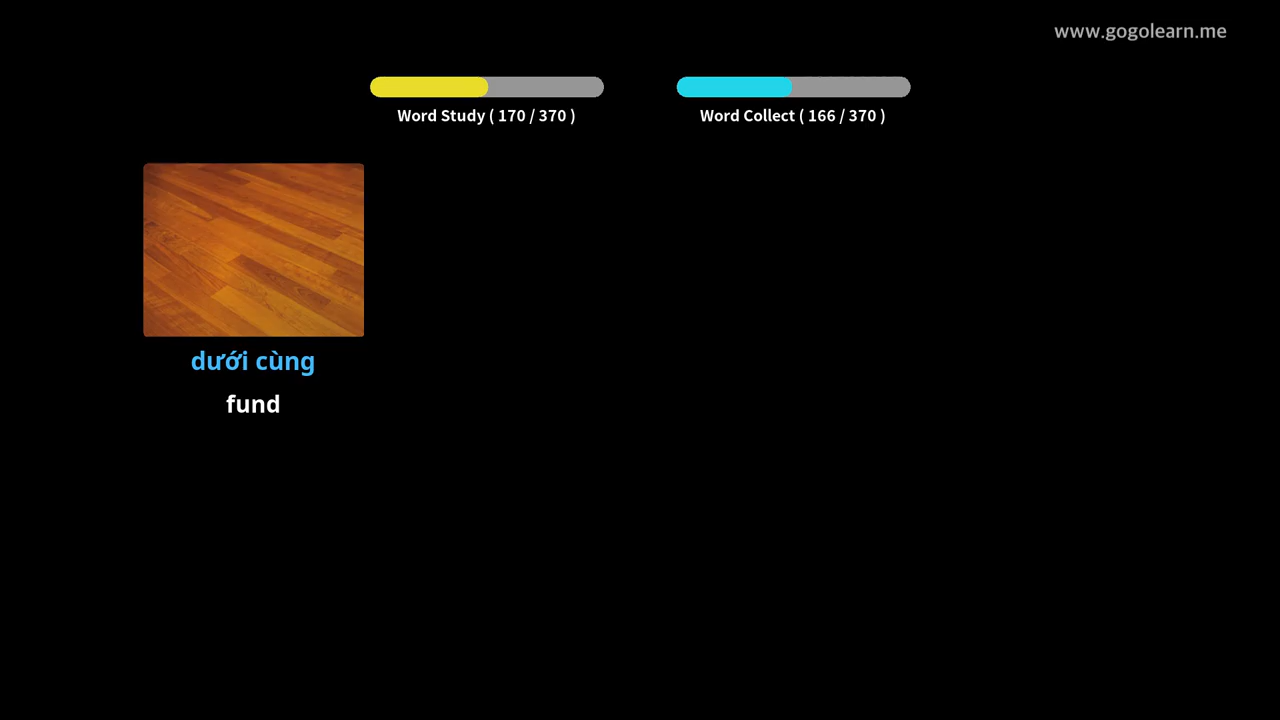 www.gogolearn.me
Word Study ( 170 / 370 )
Word Collect ( 166 / 370 )
dưới cùng
fund